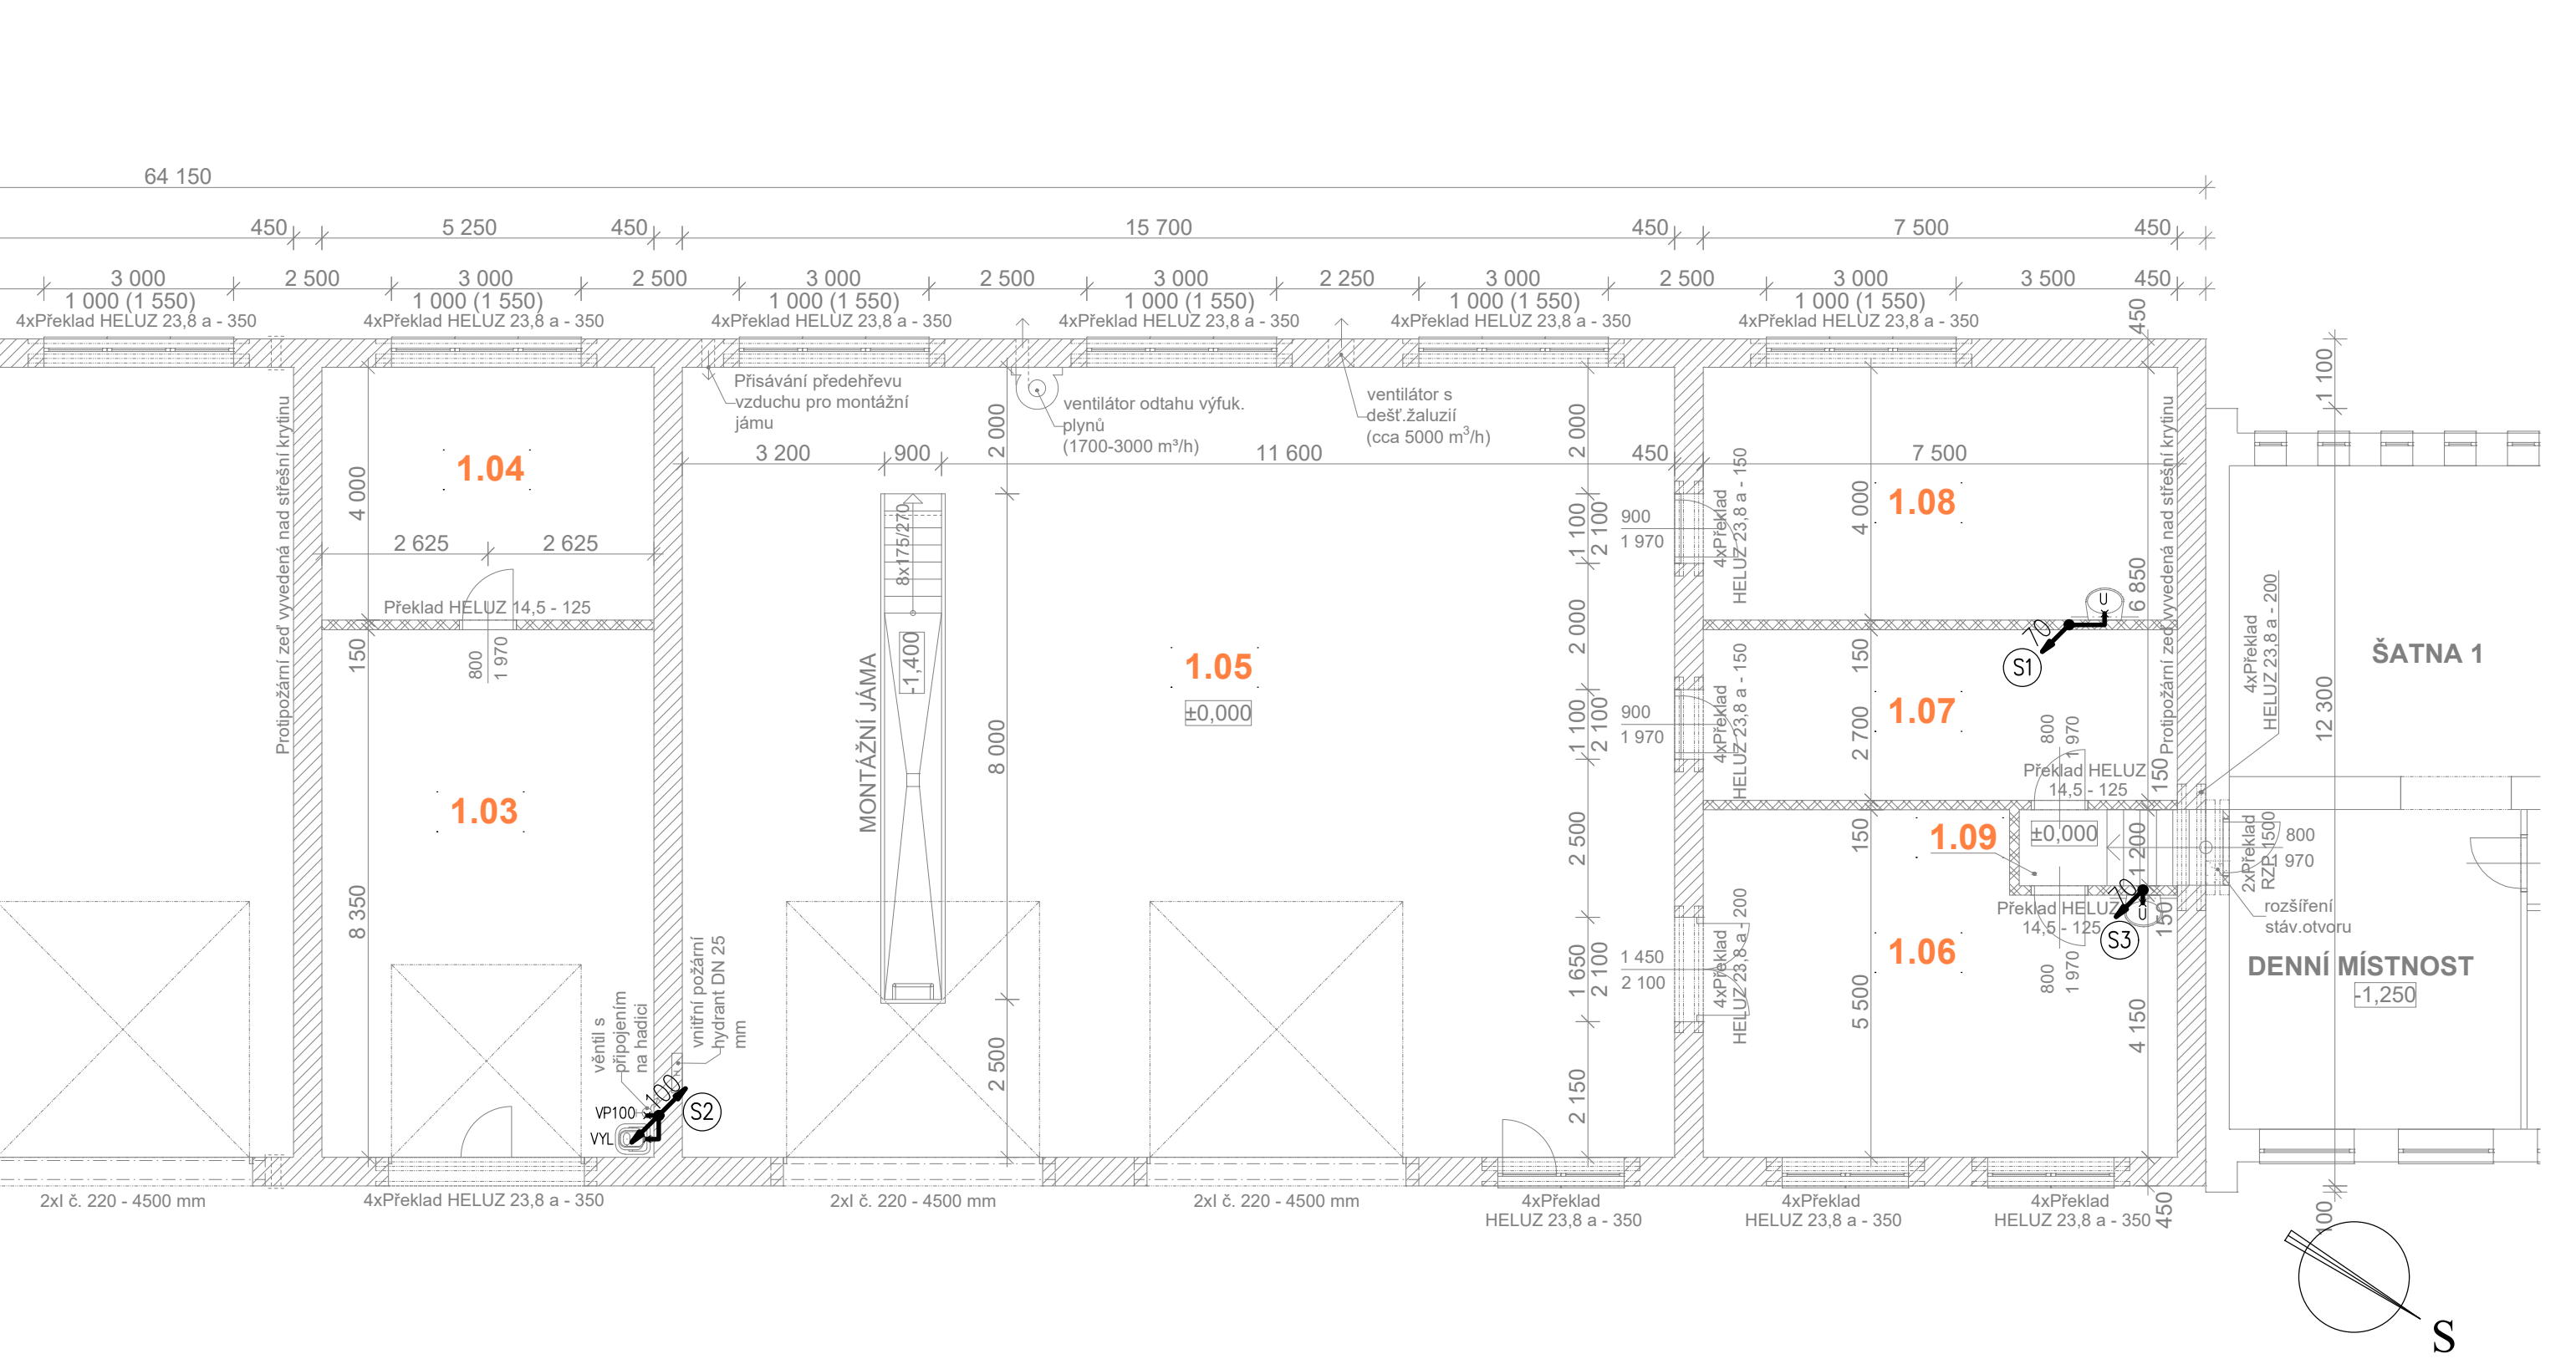 64 150
450
5 250
450
15 700
450
7 500
450
3 000
2 500
3 000
2 500
3 000
2 500
3 000
2 250
3 000
2 500
3 000
3 500
450
1 000 (1 550)
1 000 (1 550)
1 000 (1 550)
1 000 (1 550)
1 000 (1 550)
1 000 (1 550)
4xPřeklad HELUZ 23,8 a - 350
4xPřeklad HELUZ 23,8 a - 350
4xPřeklad HELUZ 23,8 a - 350
4xPřeklad HELUZ 23,8 a - 350
4xPřeklad HELUZ 23,8 a - 350
4xPřeklad HELUZ 23,8 a - 350
450
1 100
Přisávání předehřevu
vzduchu pro montážní
jámu
ventilátor odtahu výfuk.
plynů
(1700-3000 m³/h)
ventilátor s
dešť.žaluzií
(cca 5000 m³/h)
Protipožární zeď vyvedená nad střešní krytinu
Protipožární zeď vyvedená nad střešní krytinu
3 200
900
2 000
11 600
2 000
450
7 500
1.04
4 000
2 625
2 625
Překlad HELUZ 14,5 - 125
150
800
1 970
1.03
8 350
8x175/270
-1,400
MONTÁŽNÍ JÁMA
8 000
2 500
1.05
±0,000
1 100
2 100
900
1 970
4xPřeklad
HELUZ 23,8 a - 150
2 000
1 100
2 100
900
1 970
4xPřeklad
HELUZ 23,8 a - 150
2 500
1 650
2 100
1 450
2 100
4xPřeklad
HELUZ 23,8 a - 200
2 150
1.08
4 000
6 850
U
70
S1
150
1.07
2 700
800
1 970
Překlad HELUZ
14,5 - 125
150
150
1.09
±0,000
1 200
70
U
S3
Překlad HELUZ
14,5 - 125
150
1.06
800
1 970
5 500
4 150
4xPřeklad
HELUZ 23,8 a - 200
12 300
ŠATNA 1
2xPřeklad
RZP 1500
800
1 970
rozšíření
stáv.otvoru
DENNÍ MÍSTNOST
-1,250
věntil s
připojením
na hadici
vnitřní požární
hydrant DN 25
mm
100
VP100
VYL
S2
2xI č. 220 - 4500 mm
4xPřeklad HELUZ 23,8 a - 350
2xI č. 220 - 4500 mm
2xI č. 220 - 4500 mm
4xPřeklad
HELUZ 23,8 a - 350
4xPřeklad
HELUZ 23,8 a - 350
4xPřeklad
HELUZ 23,8 a - 350
450
100
S